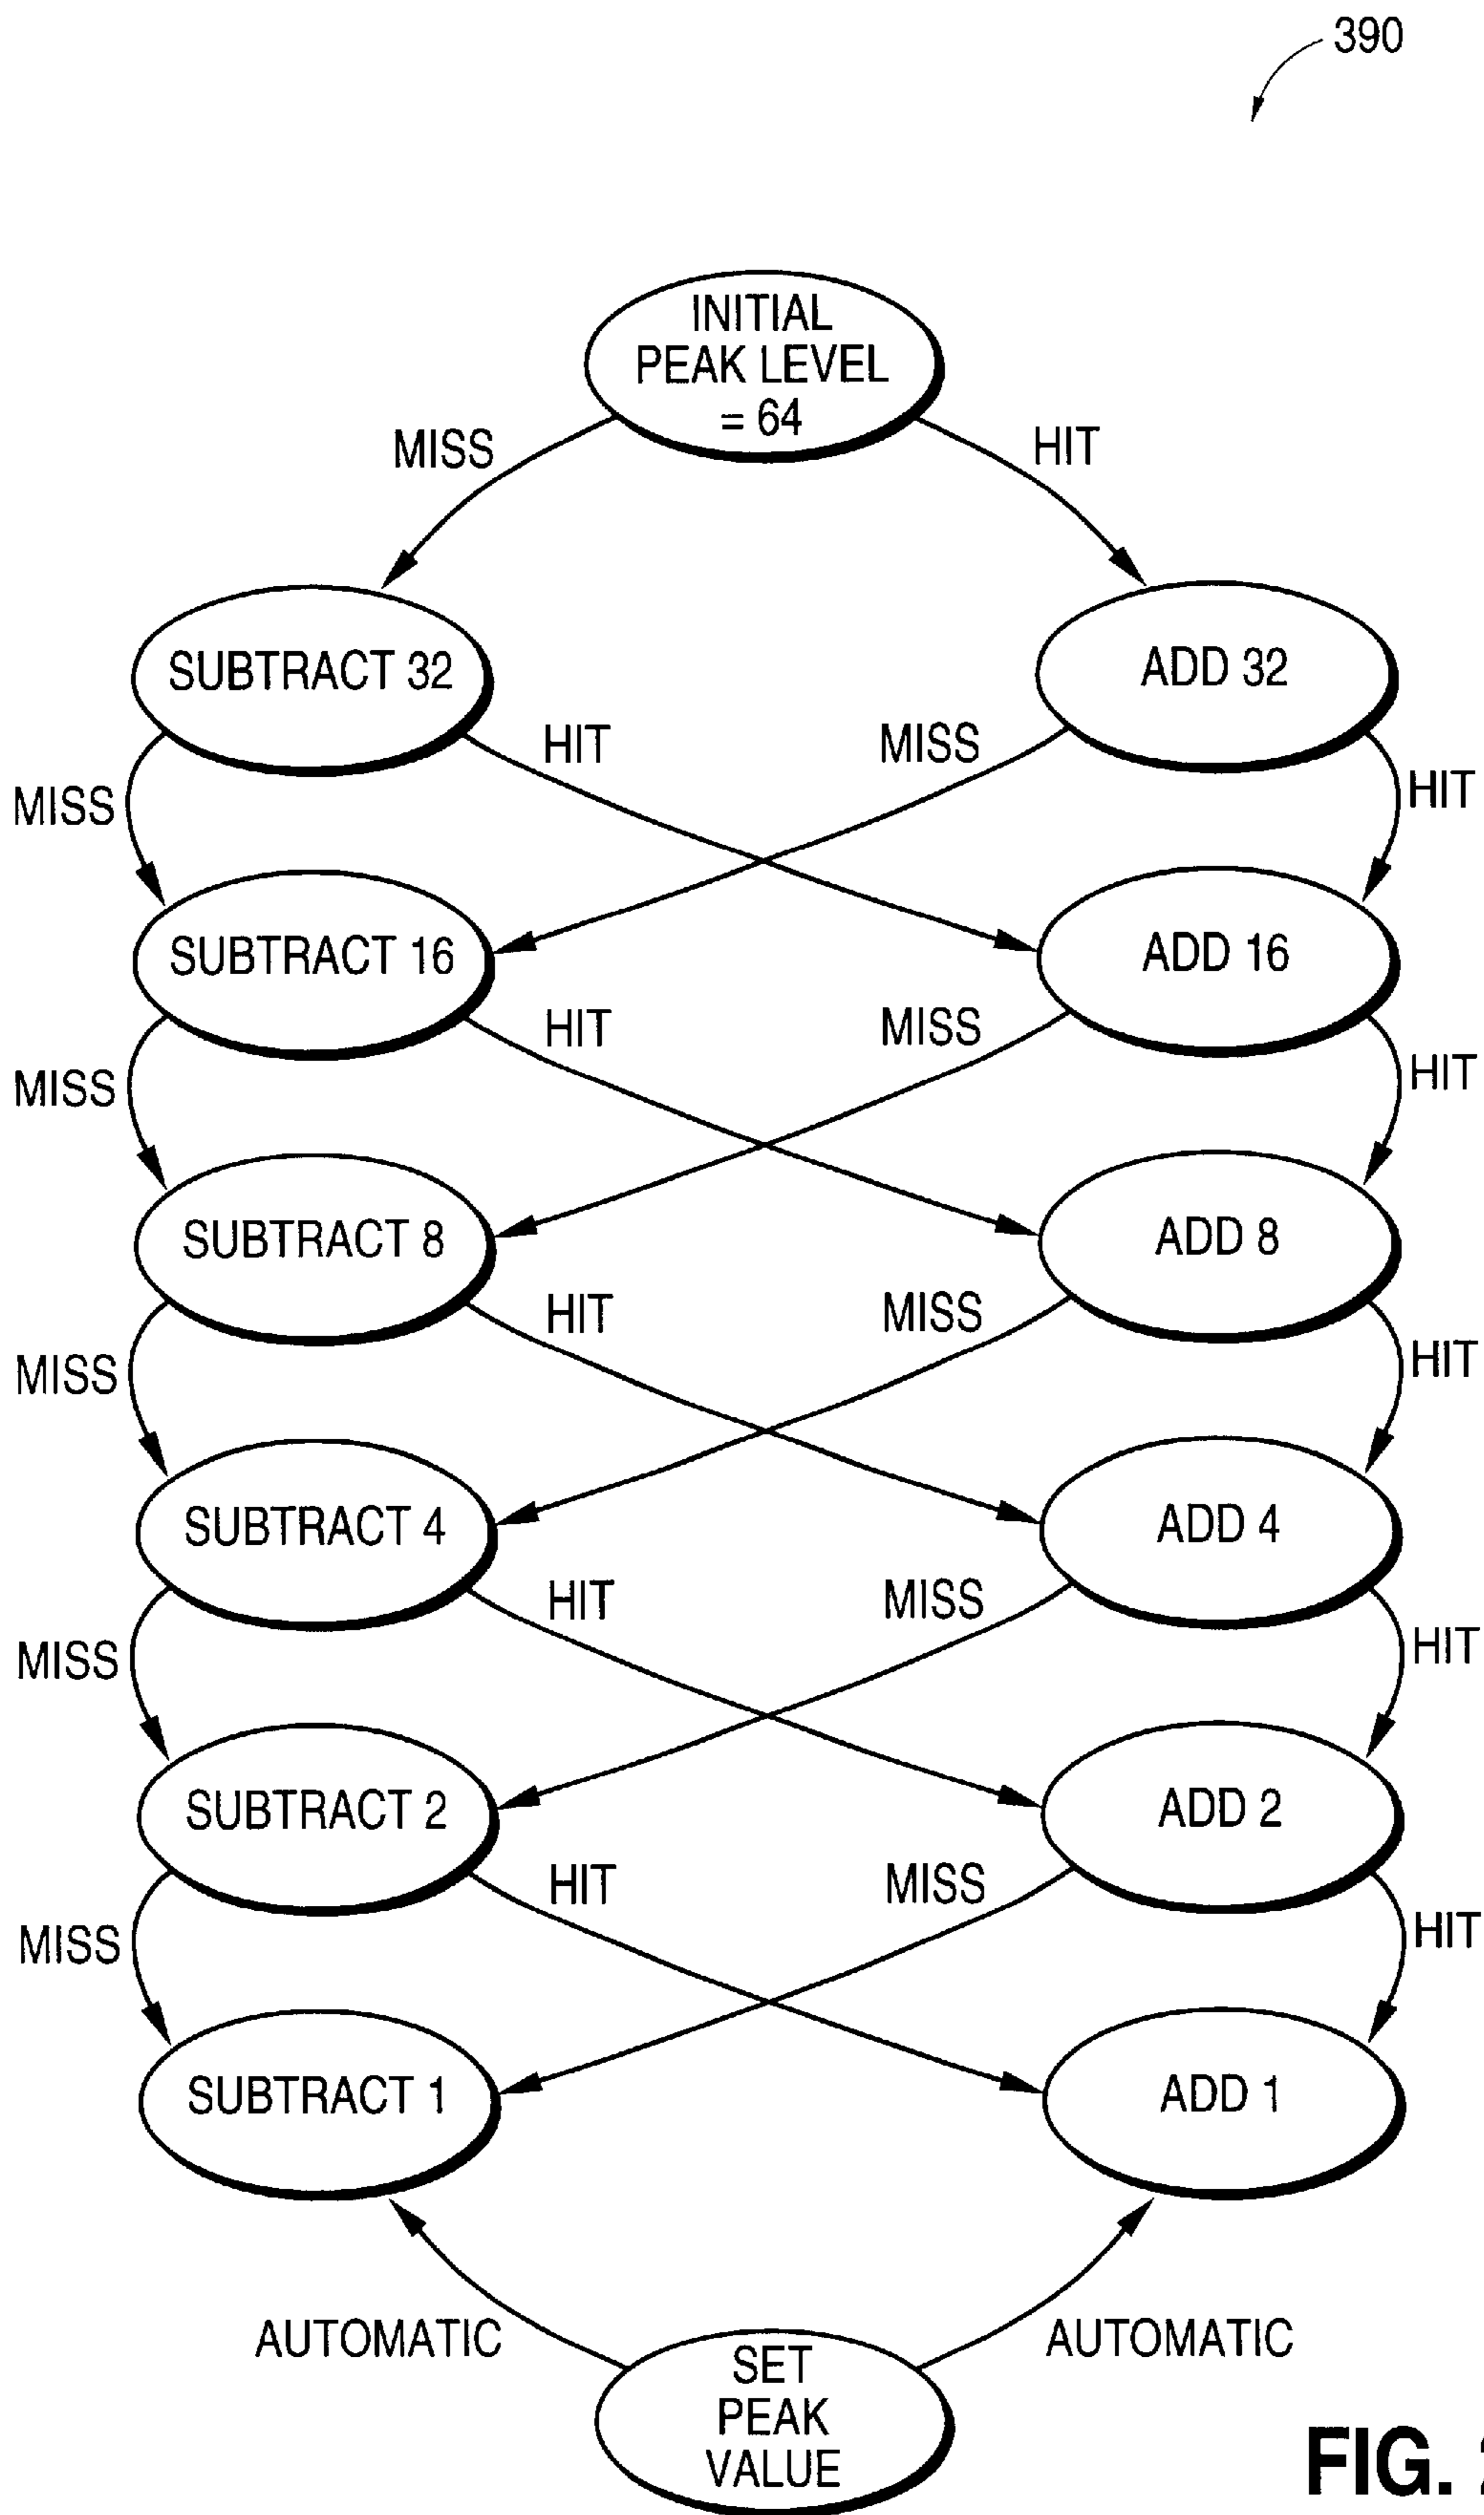 390
INITIAL
PEAK LEVEL
= 64
MISS
HIT
SUBTRACT 32
ADD 32
HIT
MISS
MISS
HIT
SUBTRACT 16
ADD 16
HIT
MISS
MISS
HIT
SUBTRACT 8
ADD 8
HIT
MISS
MISS
HIT
SUBTRACT 4
ADD 4
HIT
MISS
MISS
HIT
SUBTRACT 2
ADD 2
HIT
MISS
MISS
HIT
SUBTRACT 1
ADD 1
AUTOMATIC
AUTOMATIC
SET
PEAK
VALUE
FIG.